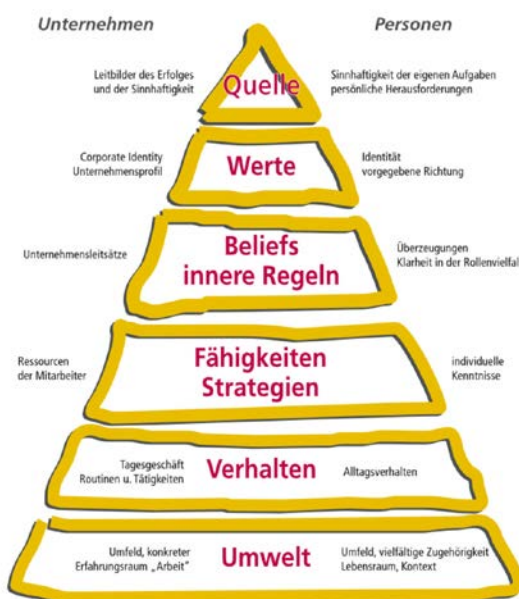 Unternehmen
Personen
Leitbilder des Erfolges
und der Sinnhaftigkeit
Quelle
Sinnhaftigkeit der eigenen Aufgaben
persönliche Herausforderungen
Corporate Identity
Unternehmensprofil
Werte
Identität
vorgegebene Richtung
Unternehmensleitsätze
Beliefs
innere Regeln
Überzeugungen
Klarheit in der Rollenvielfal
Ressourcen
der Mitarbeiter
Fähigkeiten
Strategien
individuelle
Kenntnisse
Tagesgeschäft
Routinen u. Tätigkeiten
Verhalten
Alltagsverhalten
Umfeld, konkreter
Erfahrungsraum „Arbeit“
Umwelt
Umfeld, vielfältige Zugehörigkeit
Lebensraum, Kontext